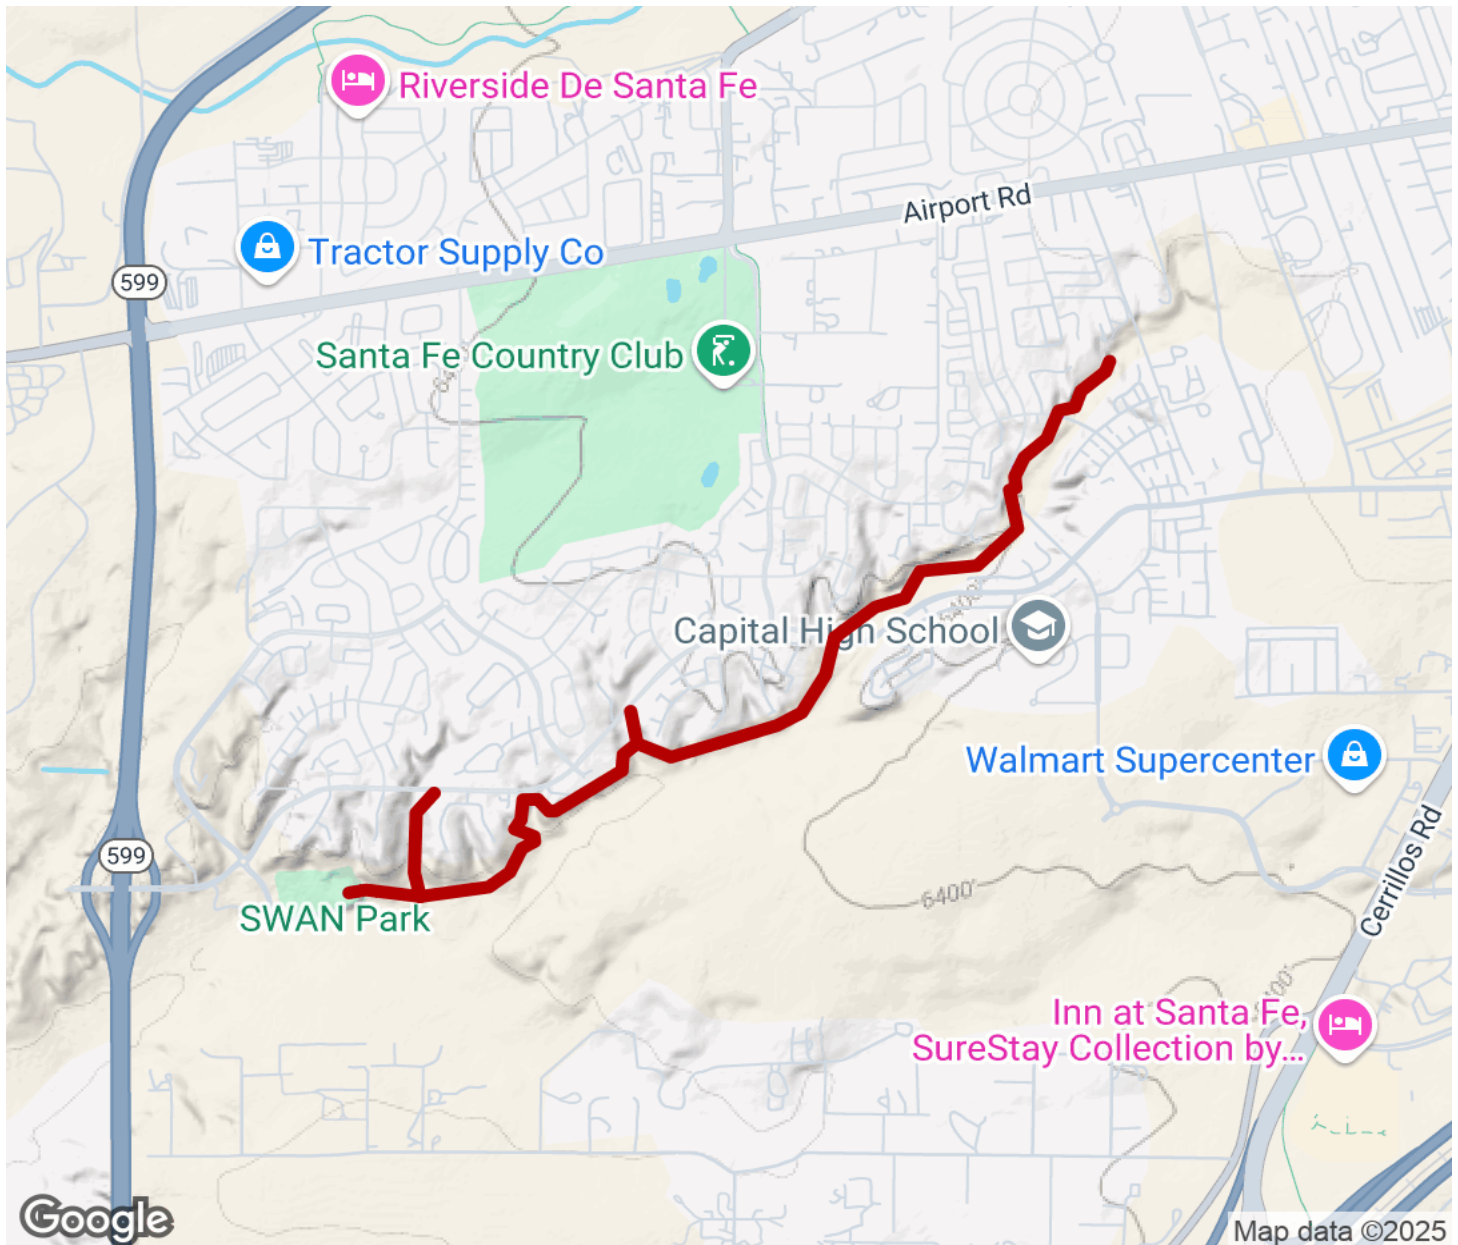 Riverside De Santa Fe
Airport Rd
Tractor Supply Co
599
Santa Fe Country Club
6400'
Capital High School
Walmart Supercenter
599
6400'
Cerrillos Rd
SWAN Park
Inn at Santa Fe,
SureStay Collection by...
Google
Map data ©2025